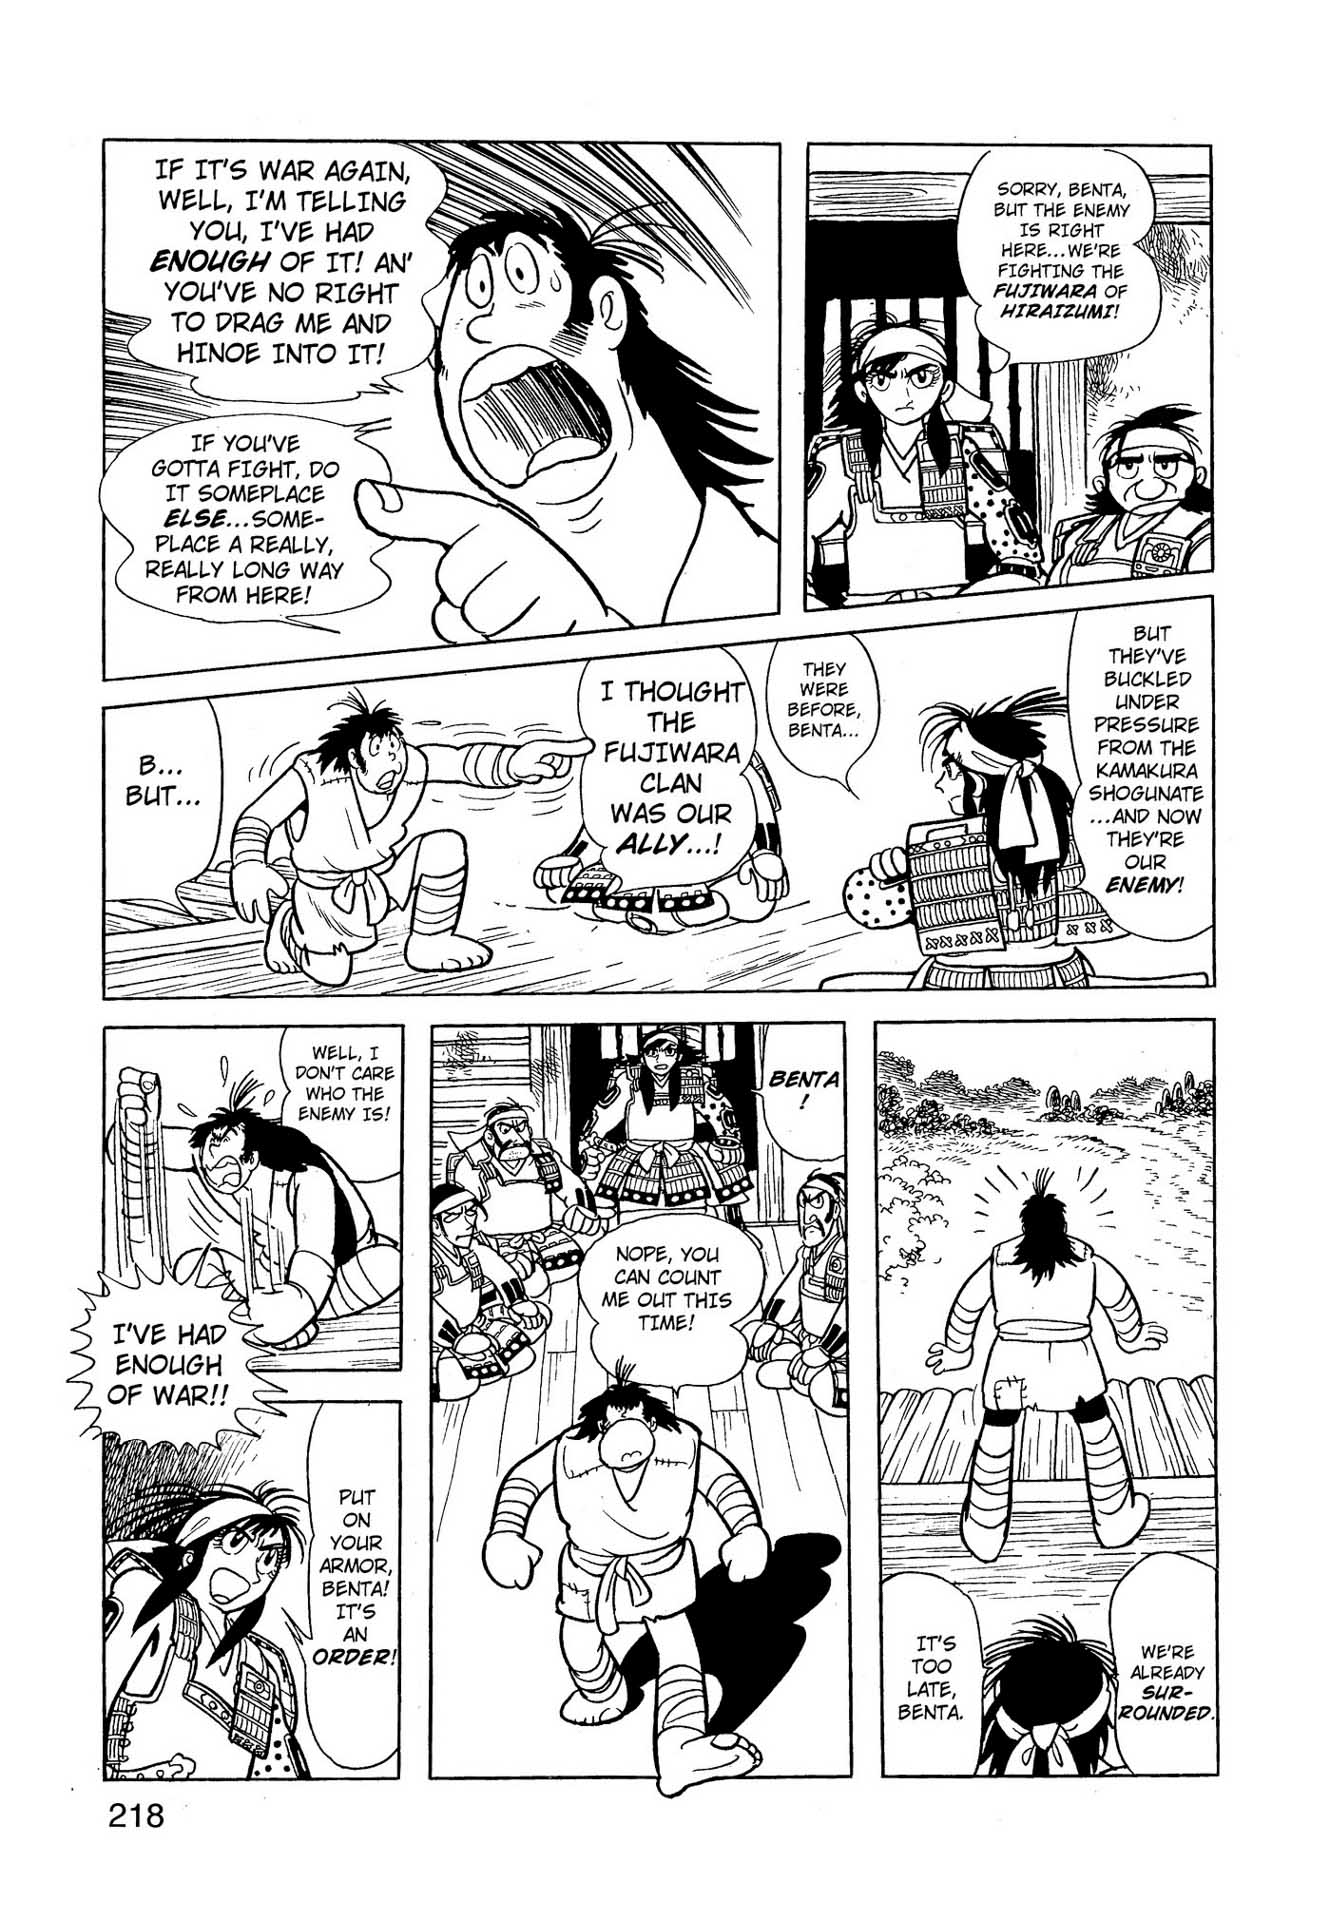 IF IT'S WAR AGAIN,
WELL, I'M TELLING
YOU, I'VE HAD
ENOUGH OF IT! AN'
YOU'VE NO RIGHT
TO DRAG ME AND
HINOE INTO IT!
IF YOU'VE
GOTTA FIGHT, DO
IT SOMEPLACE
ELSE...SOME-
PLACE A REALLY,
REALLY LONG WAY
FROM HERE!
SORRY, BENTA,
BUT THE ENEMY
IS RIGHT
HERE...WE'RE
FIGHTING THE
FUJIWARA OF
HIRAIZUMI!
B...
BUT...
I THOUGHT
THE
FUJIWARA
CLAN
WAS OUR
ALLY...!
THEY
WERE
BEFORE,
BENTA...
BUT
THEY'VE
BUCKLED
UNDER
PRESSURE
FROM THE
KAMAKURA
SHOGUNATE
...AND NOW
THEY'RE
OUR
ENEMY!
WELL, I
DON'T CARE
WHO THE
ENEMY IS!
I'VE HAD
ENOUGH
OF WAR!!
PUT
ON
YOUR
ARMOR,
BENTA!
IT'S
AN
ORDER!
BENTA
!
NOPE, YOU
CAN COUNT
ME OUT THIS
TIME!
IT'S
TOO
LATE,
BENTA.
WE'RE
ALREADY
SUR-
ROUNDED.
218